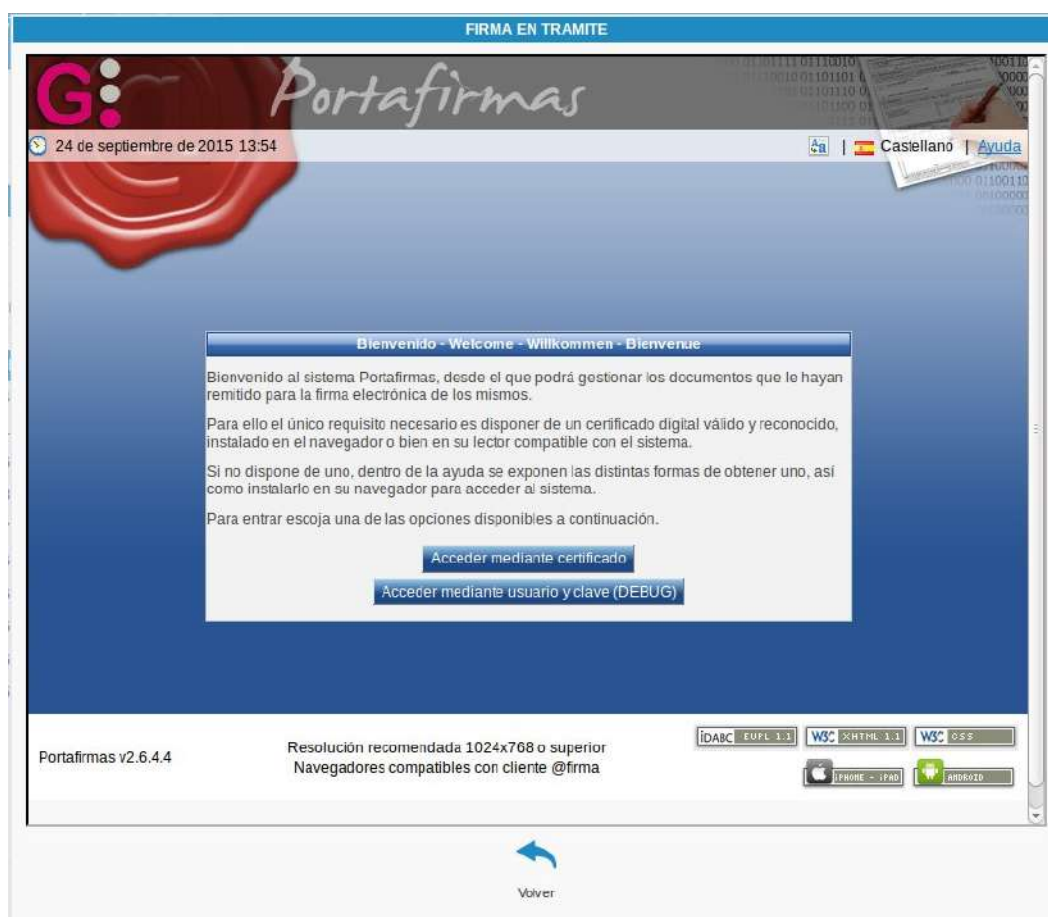 FIRMA EN TRAMITE
G
Portafirmas
24 de septiembre de 2015 13:54
| Castellano | Ayuda
Bienvenido - Welcome - Willkommen - Bienvenue
Bienvenido al sistema Portafirmas, desde el que podrá gestionar los documentos que le hayan
remitido para la firma electrónica de los mismos.
Para ello el único requisito necesario es disponer de un certificado digital válido y reconocido,
instalado en el navegador o bien en su lector compatible con el sistema.
Si no dispone de uno, dentro de la ayuda se exponen las distintas formas de obtener uno, así
como instalarlo en su navegador para acceder al sistema.
Para entrar escoja una de las opciones disponibles a continuación.
Acceder mediante certificado
Acceder mediante usuario y clave (DEBUG)
Portafirmas v2.6.4.4
Resolución recomendada 1024x768 o superior
Navegadores compatibles con cliente @firma
IDABC EUPL 1.1
W3C XHTML 1.1
W3C CSS
IPHONE - IPAD
ANDROID
Volver